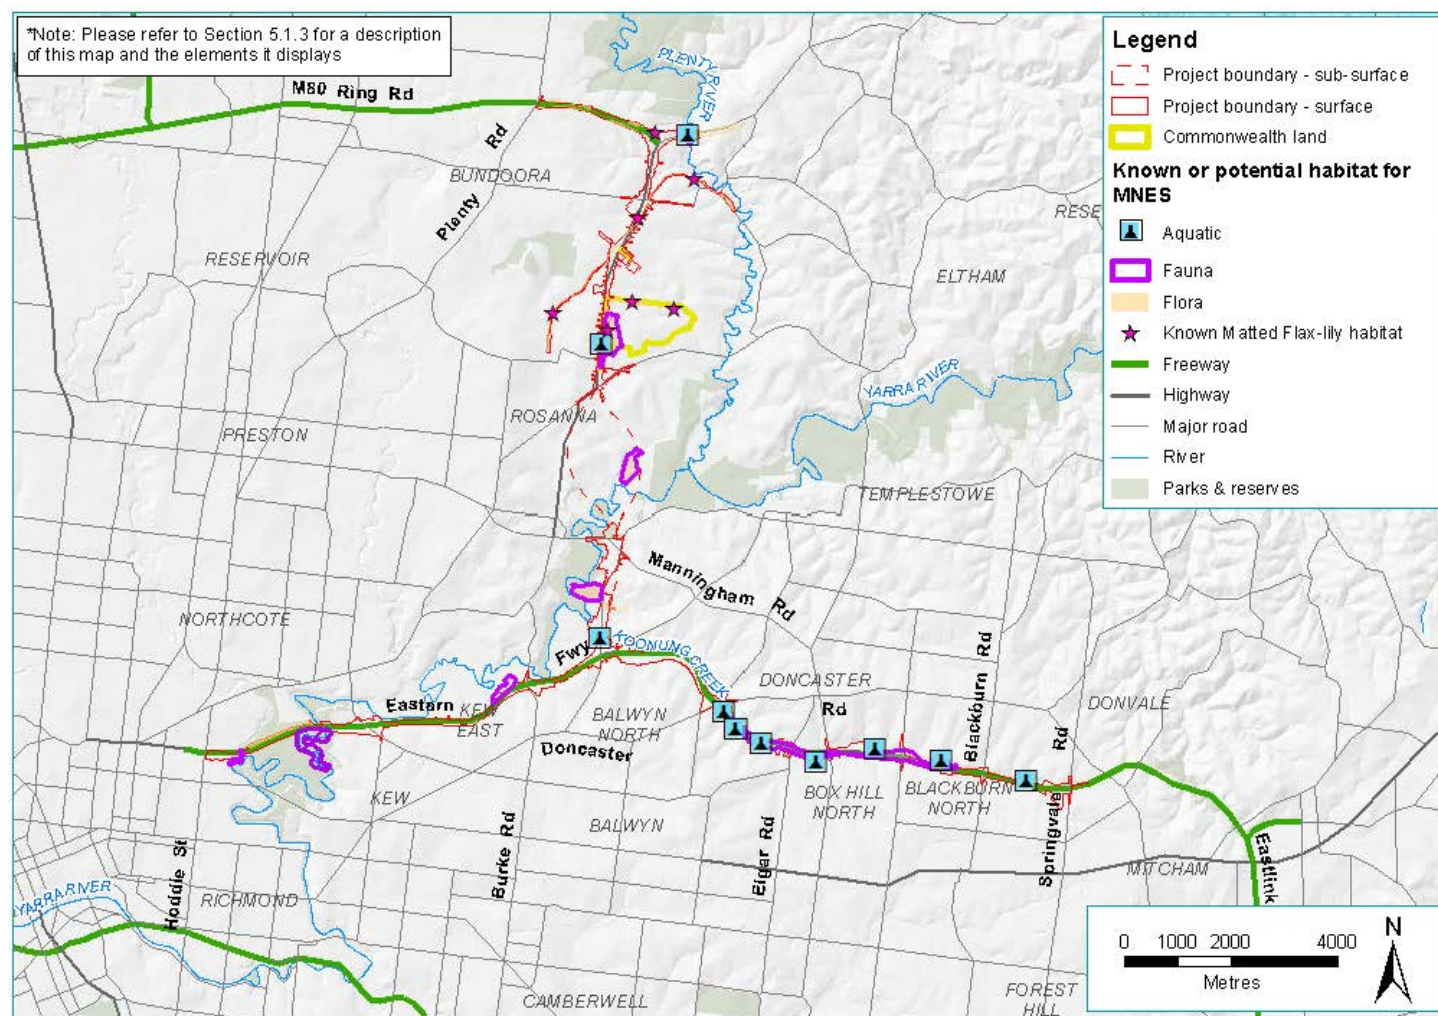 *Note: Please refer to Section 5.1.3 for a description
of this map and the elements it displays
Legend
Project boundary - sub-surface
Project boundary - surface
Commonwealth land
Known or potential habitat for
MNES
Aquatic
Fauna
Flora
Known Matted Flax-lily habitat
Freeway
Highway
Major road
River
Parks & reserves
PLENTY RIVER
M80 Ring Rd
Plenty
Rd
BUNDOORA
RESERVOIR
RESE
ELTHAM
YARRA RIVER
ROSANNA
PRESTON
TEMPLESTOWE
Manningham Rd
NORTHCOTE
KOONUNG CREEK
Eastern
Fwy
KEW
EAST
BALWYN
NORTH
DONCASTER
Doncaster
Rd
Blackburn Rd
DONVALE
Springvale
Rd
KEW
BALWYN
BOX HILL
NORTH
BLACKBURN
NORTH
Burke Rd
Elgar Rd
MITCHAM
Eastlink
Hoddle St
RICHMOND
YARRA RIVER
CAMBERWELL
FOREST
HILL
N
0 1000 2000 4000
Metres